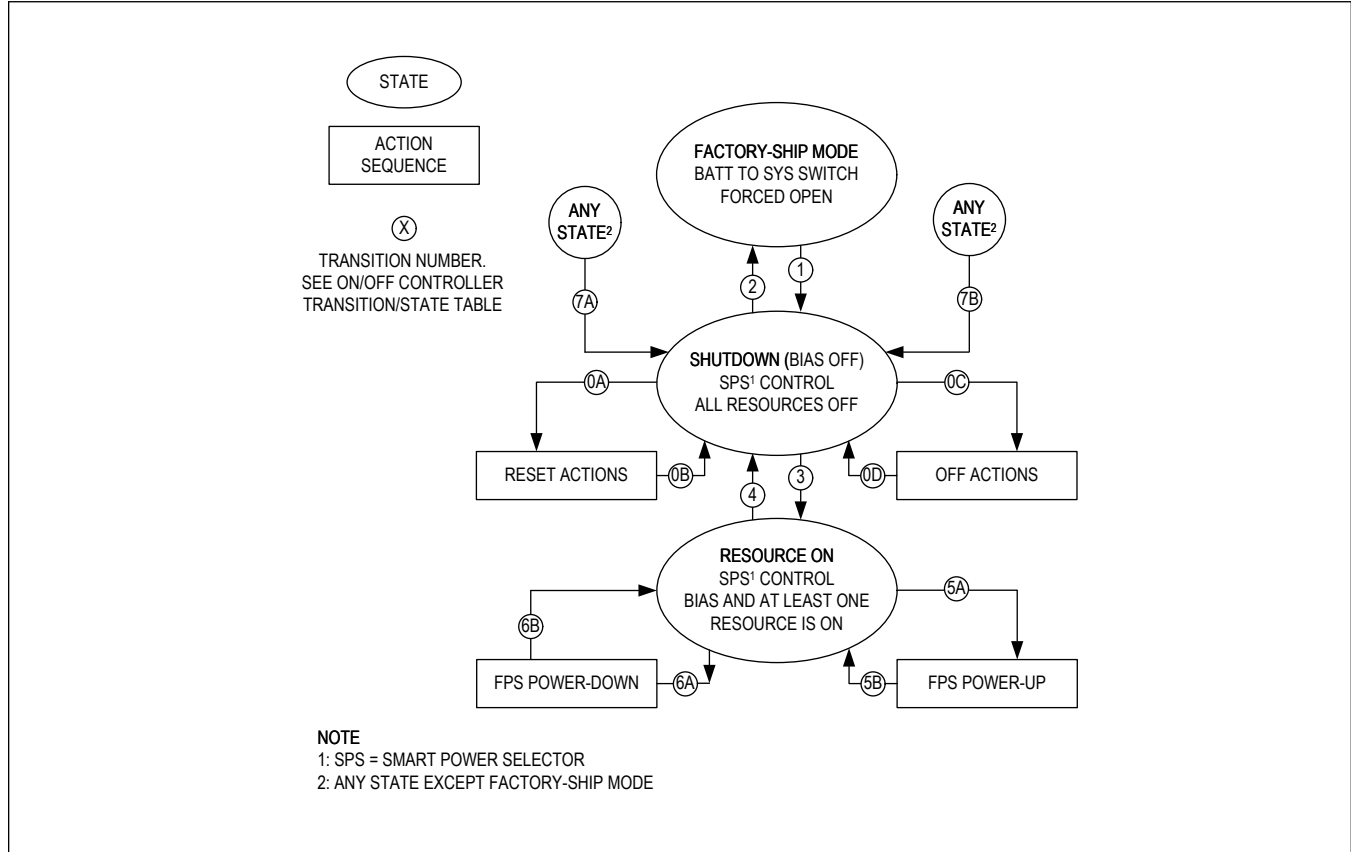 STATE
ACTION
SEQUENCE
X
TRANSITION NUMBER.
SEE ON/OFF CONTROLLER
TRANSITION/STATE TABLE
FACTORY-SHIP MODE
BATT TO SYS SWITCH
FORCED OPEN
ANY
STATE²
ANY
STATE²
7A
2
1
7B
SHUTDOWN (BIAS OFF)
SPS¹ CONTROL
ALL RESOURCES OFF
0A
0C
RESET ACTIONS
0B
0D
OFF ACTIONS
4
3
RESOURCE ON
SPS¹ CONTROL
BIAS AND AT LEAST ONE
RESOURCE IS ON
5A
6B
FPS POWER-DOWN
6A
5B
FPS POWER-UP
NOTE
1: SPS = SMART POWER SELECTOR
2: ANY STATE EXCEPT FACTORY-SHIP MODE